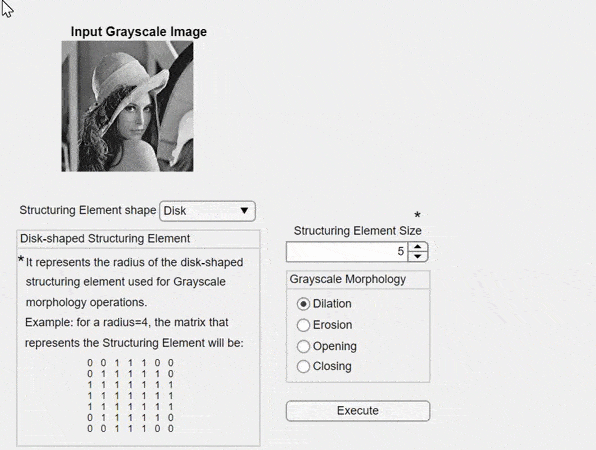 Input Grayscale Image
Structuring Element shape Disk
*
Structuring Element Size
5
Disk-shaped Structuring Element
*It represents the radius of the disk-shaped
structuring element used for Grayscale
morphology operations.
Example: for a radius=4, the matrix that
represents the Structuring Element will be:
0 0 1 1 1 0 0
0 1 1 1 1 1 0
1 1 1 1 1 1 1
1 1 1 1 1 1 1
1 1 1 1 1 1 1
0 1 1 1 1 1 0
0 0 1 1 1 0 0
Grayscale Morphology
Dilation
Erosion
Opening
Closing
Execute